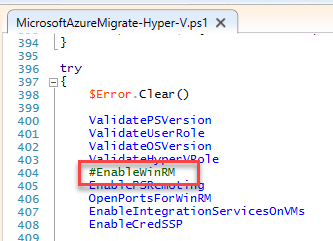 MicrosoftAzureMigrate-Hyper-V.ps1
394 }
395
396 try
397 {
398 $Error.Clear()
399
400 ValidatePSVersion
401 ValidateUserRole
402 ValidateOSVersion
403 ValidateHyperVRole
404 #EnableWinRM
405 EnablePSRemoting
406 OpenPortsForWinRM
407 EnableIntegrationServicesOnVMs
408 EnableCredSSP